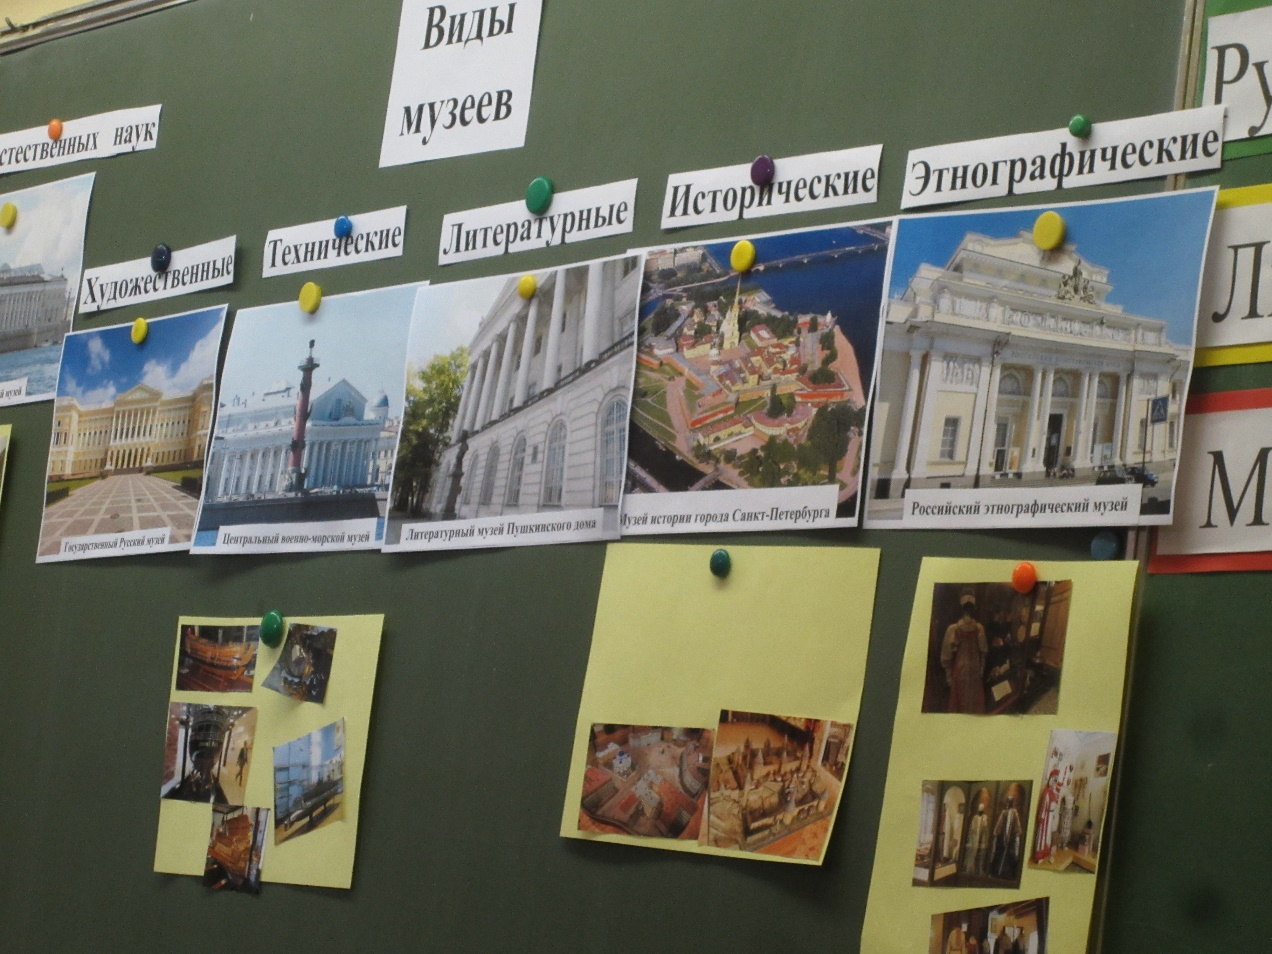 Виды
музеев
естественных наук
Художественные
Технические
Литературные
Исторические
Этнографические
музей
Государственный Русский музей
Центральный военно-морской музей
Литературный музей Пушкинского дома
Музей истории города Санкт-Петербурга
Российский этнографический музей
Ру
Л
М